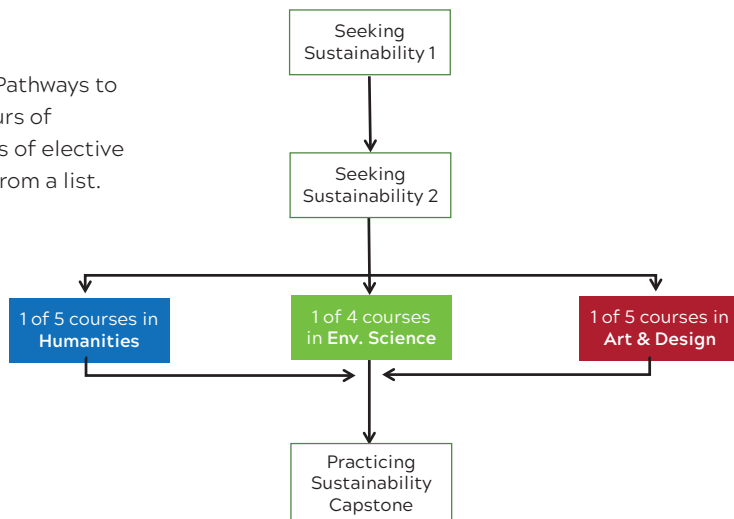 Seeking
Sustainability 1
Pathways to
urs of
s of elective
rom a list.
Seeking
Sustainability 2
1 of 5 courses in
Humanities
1 of 4 courses
in Env. Science
1 of 5 courses in
Art & Design
Practicing
Sustainability
Capstone